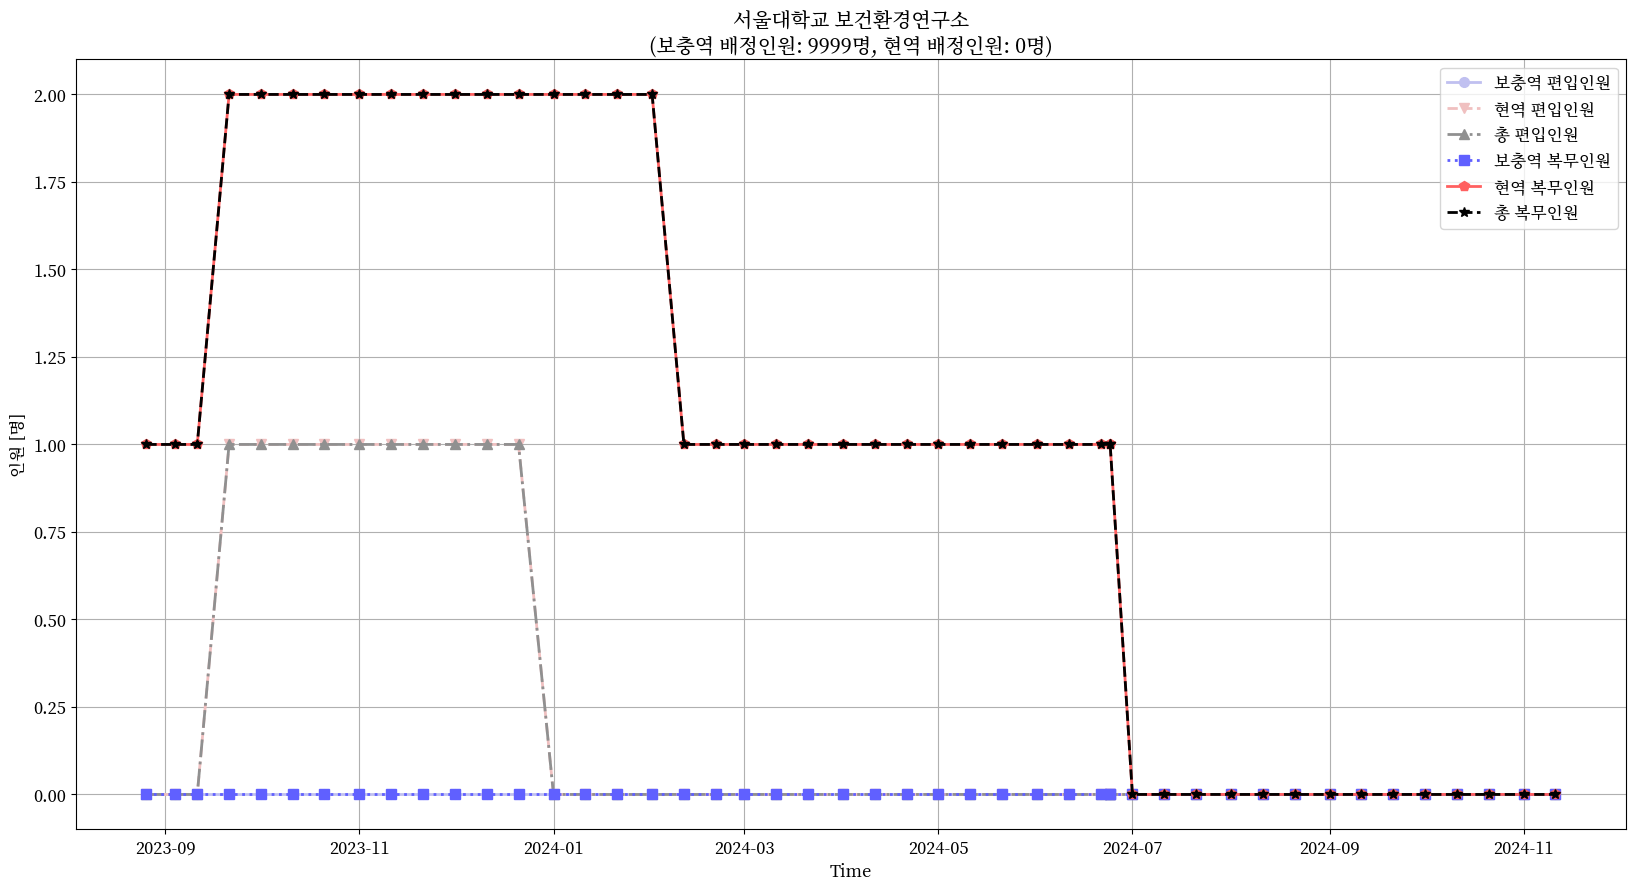 서울대학교 보건환경연구소
(보충역 배정인원: 9999명, 현역 배정인원: 0명)
보충역 편입인원
현역 편입인원
총 편입인원
보충역 복무인원
현역 복무인원
총 복무인원
2.00
1.75
1.50
1.25
1.00
0.75
0.50
0.25
0.00
인원 [명]
2023-09
2023-11
2024-01
2024-03
2024-05
2024-07
2024-09
2024-11
Time